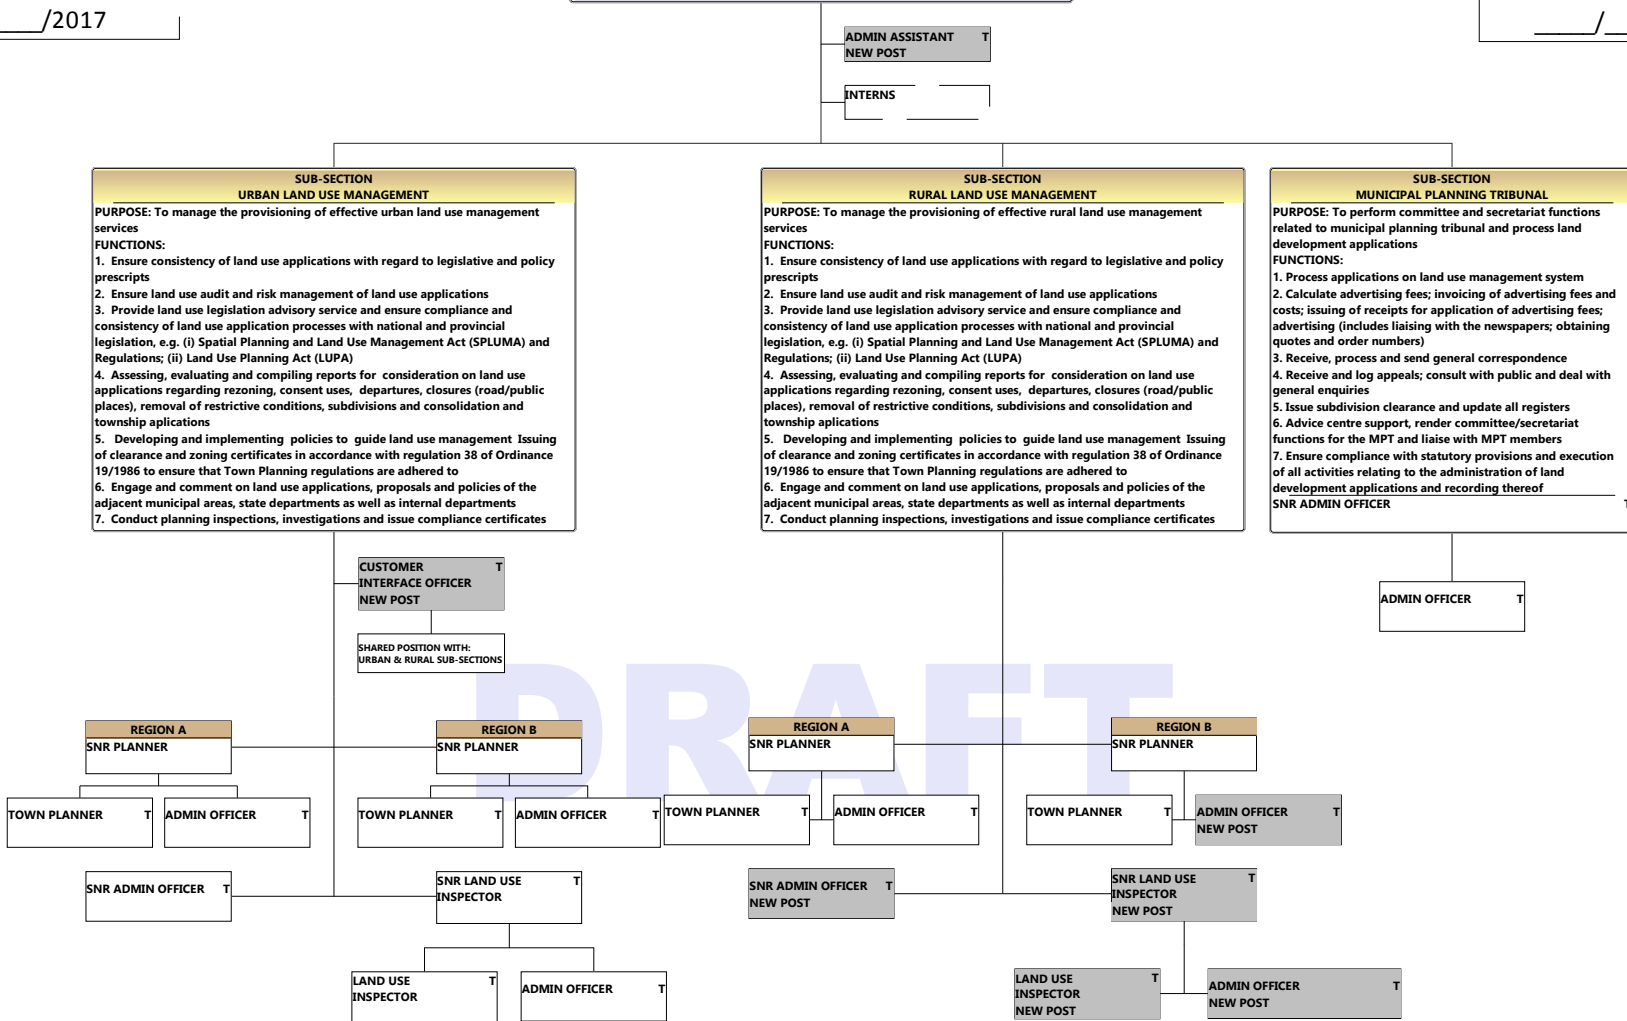 ____/2017
_____/__
ADMIN ASSISTANT T
NEW POST
INTERNS
SUB-SECTION
URBAN LAND USE MANAGEMENT
PURPOSE: To manage the provisioning of effective urban land use management
services
FUNCTIONS:
1. Ensure consistency of land use applications with regard to legislative and policy
prescripts
2. Ensure land use audit and risk management of land use applications
3. Provide land use legislation advisory service and ensure compliance and
consistency of land use application processes with national and provincial
legislation, e.g. (i) Spatial Planning and Land Use Management Act (SPLUMA) and
Regulations; (ii) Land Use Planning Act (LUPA)
4. Assessing, evaluating and compiling reports for consideration on land use
applications regarding rezoning, consent uses, departures, closures (road/public
places), removal of restrictive conditions, subdivisions and consolidation and
township aplications
5. Developing and implementing policies to guide land use management Issuing
of clearance and zoning certificates in accordance with regulation 38 of Ordinance
19/1986 to ensure that Town Planning regulations are adhered to
6. Engage and comment on land use applications, proposals and policies of the
adjacent municipal areas, state departments as well as internal departments
7. Conduct planning inspections, investigations and issue compliance certificates
SUB-SECTION
RURAL LAND USE MANAGEMENT
PURPOSE: To manage the provisioning of effective rural land use management
services
FUNCTIONS:
1. Ensure consistency of land use applications with regard to legislative and policy
prescripts
2. Ensure land use audit and risk management of land use applications
3. Provide land use legislation advisory service and ensure compliance and
consistency of land use application processes with national and provincial
legislation, e.g. (i) Spatial Planning and Land Use Management Act (SPLUMA) and
Regulations; (ii) Land Use Planning Act (LUPA)
4. Assessing, evaluating and compiling reports for consideration on land use
applications regarding rezoning, consent uses, departures, closures (road/public
places), removal of restrictive conditions, subdivisions and consolidation and
township aplications
5. Developing and implementing policies to guide land use management Issuing
of clearance and zoning certificates in accordance with regulation 38 of Ordinance
19/1986 to ensure that Town Planning regulations are adhered to
6. Engage and comment on land use applications, proposals and policies of the
adjacent municipal areas, state departments as well as internal departments
7. Conduct planning inspections, investigations and issue compliance certificates
SUB-SECTION
MUNICIPAL PLANNING TRIBUNAL
PURPOSE: To perform committee and secretariat functions
related to municipal planning tribunal and process land
development applications
FUNCTIONS:
1. Process applications on land use management system
2. Calculate advertising fees; invoicing of advertising fees and
costs; issuing of receipts for application of advertising fees;
advertising (includes liaising with the newspapers; obtaining
quotes and order numbers)
3. Receive, process and send general correspondence
4. Receive and log appeals; consult with public and deal with
general enquiries
5. Issue subdivision clearance and update all registers
6. Advice centre support, render committee/secretariat
functions for the MPT and liaise with MPT members
7. Ensure compliance with statutory provisions and execution
of all activities relating to the administration of land
development applications and recording thereof
SNR ADMIN OFFICER T
CUSTOMER T
INTERFACE OFFICER
NEW POST
SHARED POSITION WITH:
URBAN & RURAL SUB-SECTIONS
ADMIN OFFICER T
DRAFT
REGION A
SNR PLANNER
REGION B
SNR PLANNER
REGION A
SNR PLANNER
REGION B
SNR PLANNER
TOWN PLANNER T
ADMIN OFFICER T
TOWN PLANNER T
ADMIN OFFICER T
TOWN PLANNER T
ADMIN OFFICER T
TOWN PLANNER T
ADMIN OFFICER T
NEW POST
SNR ADMIN OFFICER T
SNR LAND USE T
INSPECTOR
SNR ADMIN OFFICER T
NEW POST
SNR LAND USE T
INSPECTOR
NEW POST
LAND USE T
INSPECTOR
ADMIN OFFICER T
LAND USE T
INSPECTOR
NEW POST
ADMIN OFFICER T
NEW POST